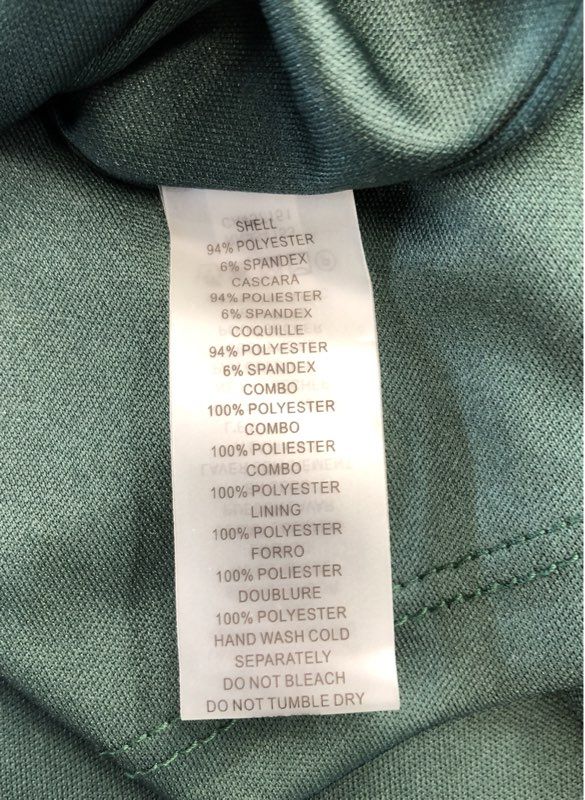 SHELL
94% POLYESTER
6% SPANDEX
CASCARA
94% POLIESTER
6% SPANDEX
COQUILLE
94% POLYESTER
6% SPANDEX
COMBO
100% POLYESTER
COMBO
100% POLIESTER
COMBO
100% POLYESTER
LINING
100% POLYESTER
FORRO
100% POLIESTER
DOUBLURE
100% POLYESTER
HAND WASH COLD
SEPARATELY
DO NOT BLEACH
DO NOT TUMBLE DRY